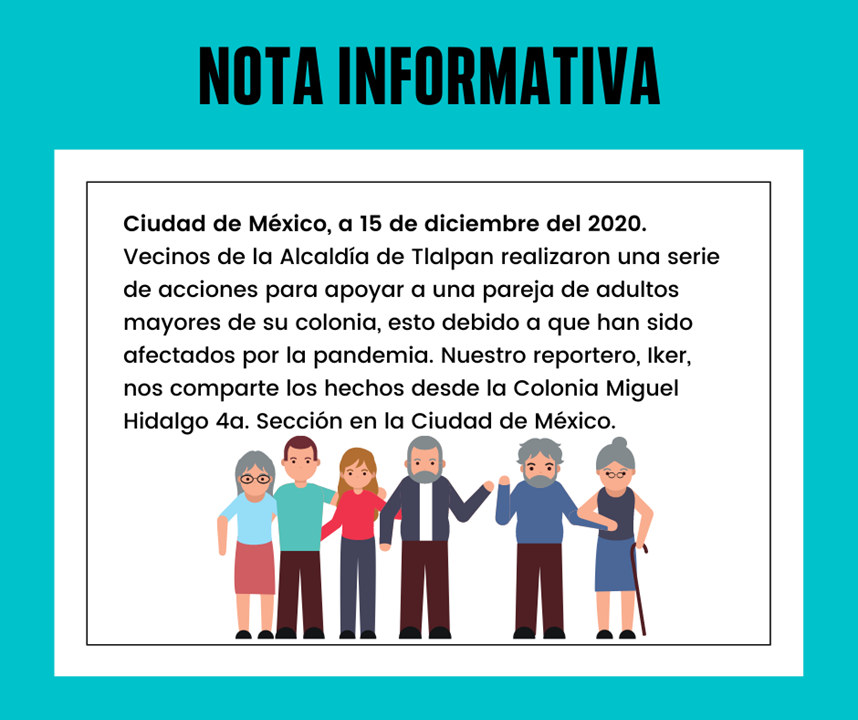 NOTA INFORMATIVA
Ciudad de México, a 15 de diciembre del 2020.
Vecinos de la Alcaldía de Tlalpan realizaron una serie
de acciones para apoyar a una pareja de adultos
mayores de su colonia, esto debido a que han sido
afectados por la pandemia. Nuestro reportero, Iker,
nos comparte los hechos desde la Colonia Miguel
Hidalgo 4a. Sección en la Ciudad de México.